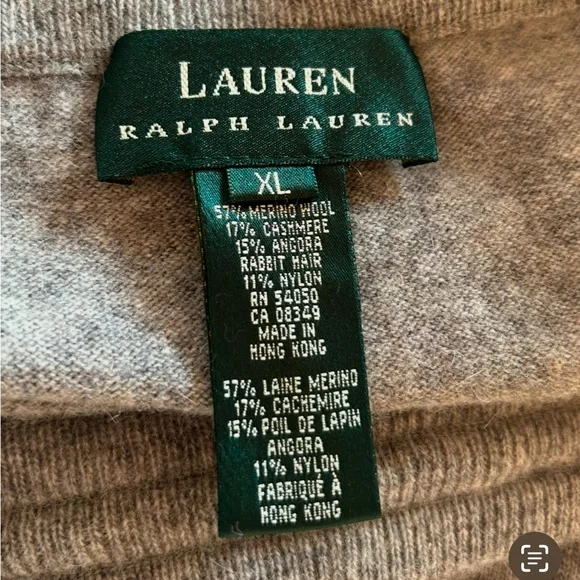 LAUREN
RALPH LAUREN
XL
57% MERINO WOOL
17% CASHMERE
15% ANGORA
RABBIT HAIR
11% NYLON
RN 54050
CA 08349
MADE IN
HONG KONG
57% LAINE MERINO
17% CACHEMIRE
15% POIL DE LAPIN
ANGORA
11% NYLON
FABRIQUÉ À
HONG KONG